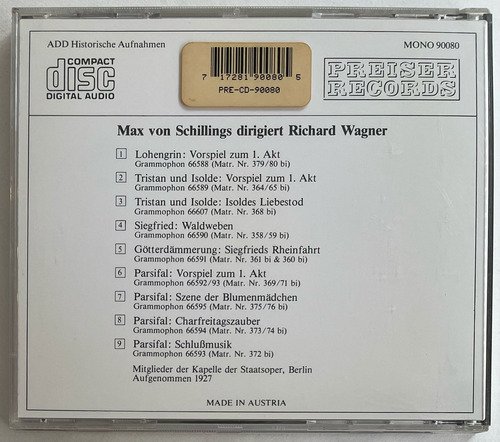 ADD Historische Aufnahmen
MONO 90080
COMPACT
disc
DIGITAL AUDIO
7 17281 90080 5
PRE-CD-90080
PREISER
RECORDS
Max von Schillings dirigiert Richard Wagner
1 Lohengrin: Vorspiel zum 1. Akt
Grammophon 66588 (Matr. Nr. 379/80 bi)
2 Tristan und Isolde: Vorspiel zum 1. Akt
Grammophon 66589 (Matr. Nr. 364/65 bi)
3 Tristan und Isolde: Isoldes Liebestod
Grammophon 66607 (Matr. Nr. 368 bi)
4 Siegfried: Waldweben
Grammophon 66590 (Matr. Nr. 358/59 bi)
5 Götterdämmerung: Siegfrieds Rheinfahrt
Grammophon 66591 (Matr. Nr. 361 bi & 360 bi)
6 Parsifal: Vorspiel zum 1. Akt
Grammophon 66592/93 (Matr. Nr. 369/71 bi)
7 Parsifal: Szene der Blumenmädchen
Grammophon 66595 (Matr. Nr. 375/76 bi)
8 Parsifal: Charfreitagszauber
Grammophon 66594 (Matr. Nr. 373/74 bi)
9 Parsifal: Schlußmusik
Grammophon 66593 (Matr. Nr. 372 bi)
Mitglieder der Kapelle der Staatsoper, Berlin
Aufgenommen 1927
MADE IN AUSTRIA